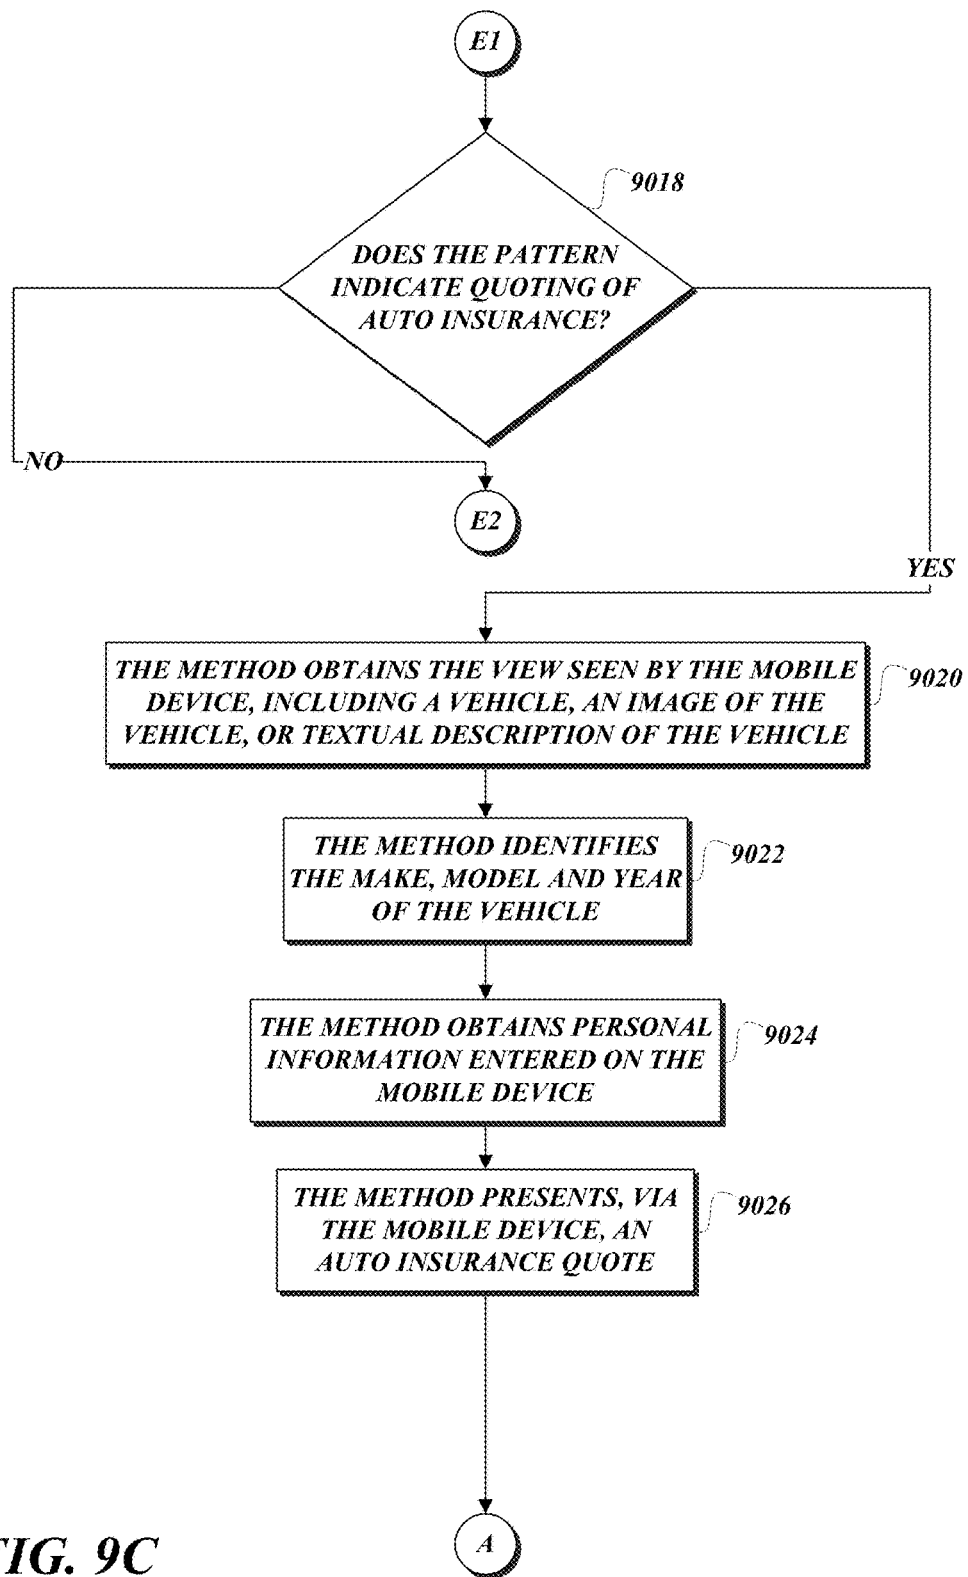 E1
9018
DOES THE PATTERN
INDICATE QUOTING OF
AUTO INSURANCE?
NO
E2
YES
THE METHOD OBTAINS THE VIEW SEEN BY THE MOBILE
DEVICE, INCLUDING A VEHICLE, AN IMAGE OF THE
VEHICLE, OR TEXTUAL DESCRIPTION OF THE VEHICLE
9020
THE METHOD IDENTIFIES
THE MAKE, MODEL AND YEAR
OF THE VEHICLE
9022
THE METHOD OBTAINS PERSONAL
INFORMATION ENTERED ON THE
MOBILE DEVICE
9024
THE METHOD PRESENTS, VIA
THE MOBILE DEVICE, AN
AUTO INSURANCE QUOTE
9026
A
FIG. 9C